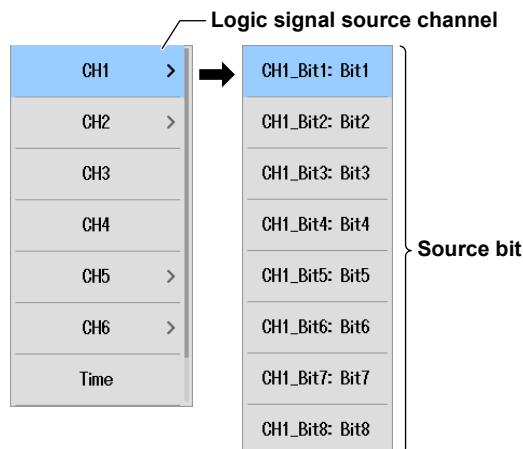 Logic signal source channel
CH1
CH2
CH3
CH4
CH5
CH6
Time
CH1_Bit1: Bit1
CH1_Bit2: Bit2
CH1_Bit3: Bit3
CH1_Bit4: Bit4
CH1_Bit5: Bit5
CH1_Bit6: Bit6
CH1_Bit7: Bit7
CH1_Bit8: Bit8
Source bit